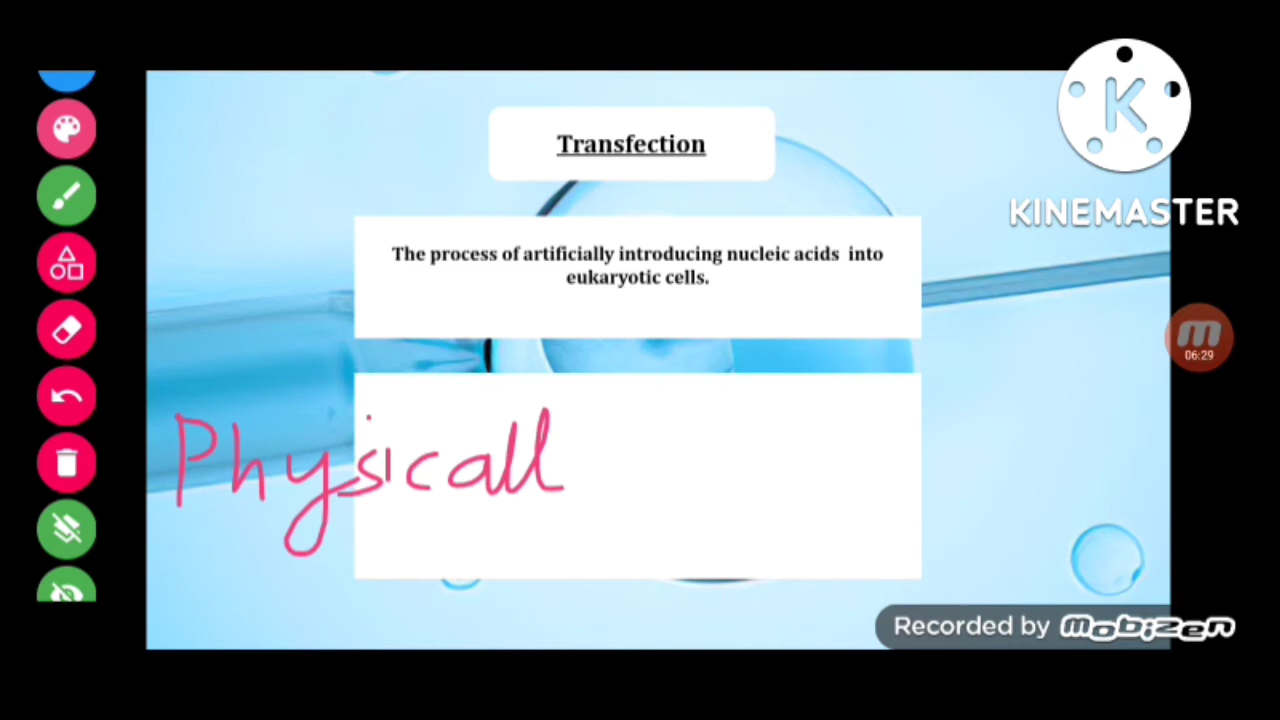 Transfection
KINEMASTER
The process of artificially introducing nucleic acids into
eukaryotic cells.
06:29
Physicall
Recorded by mobizen